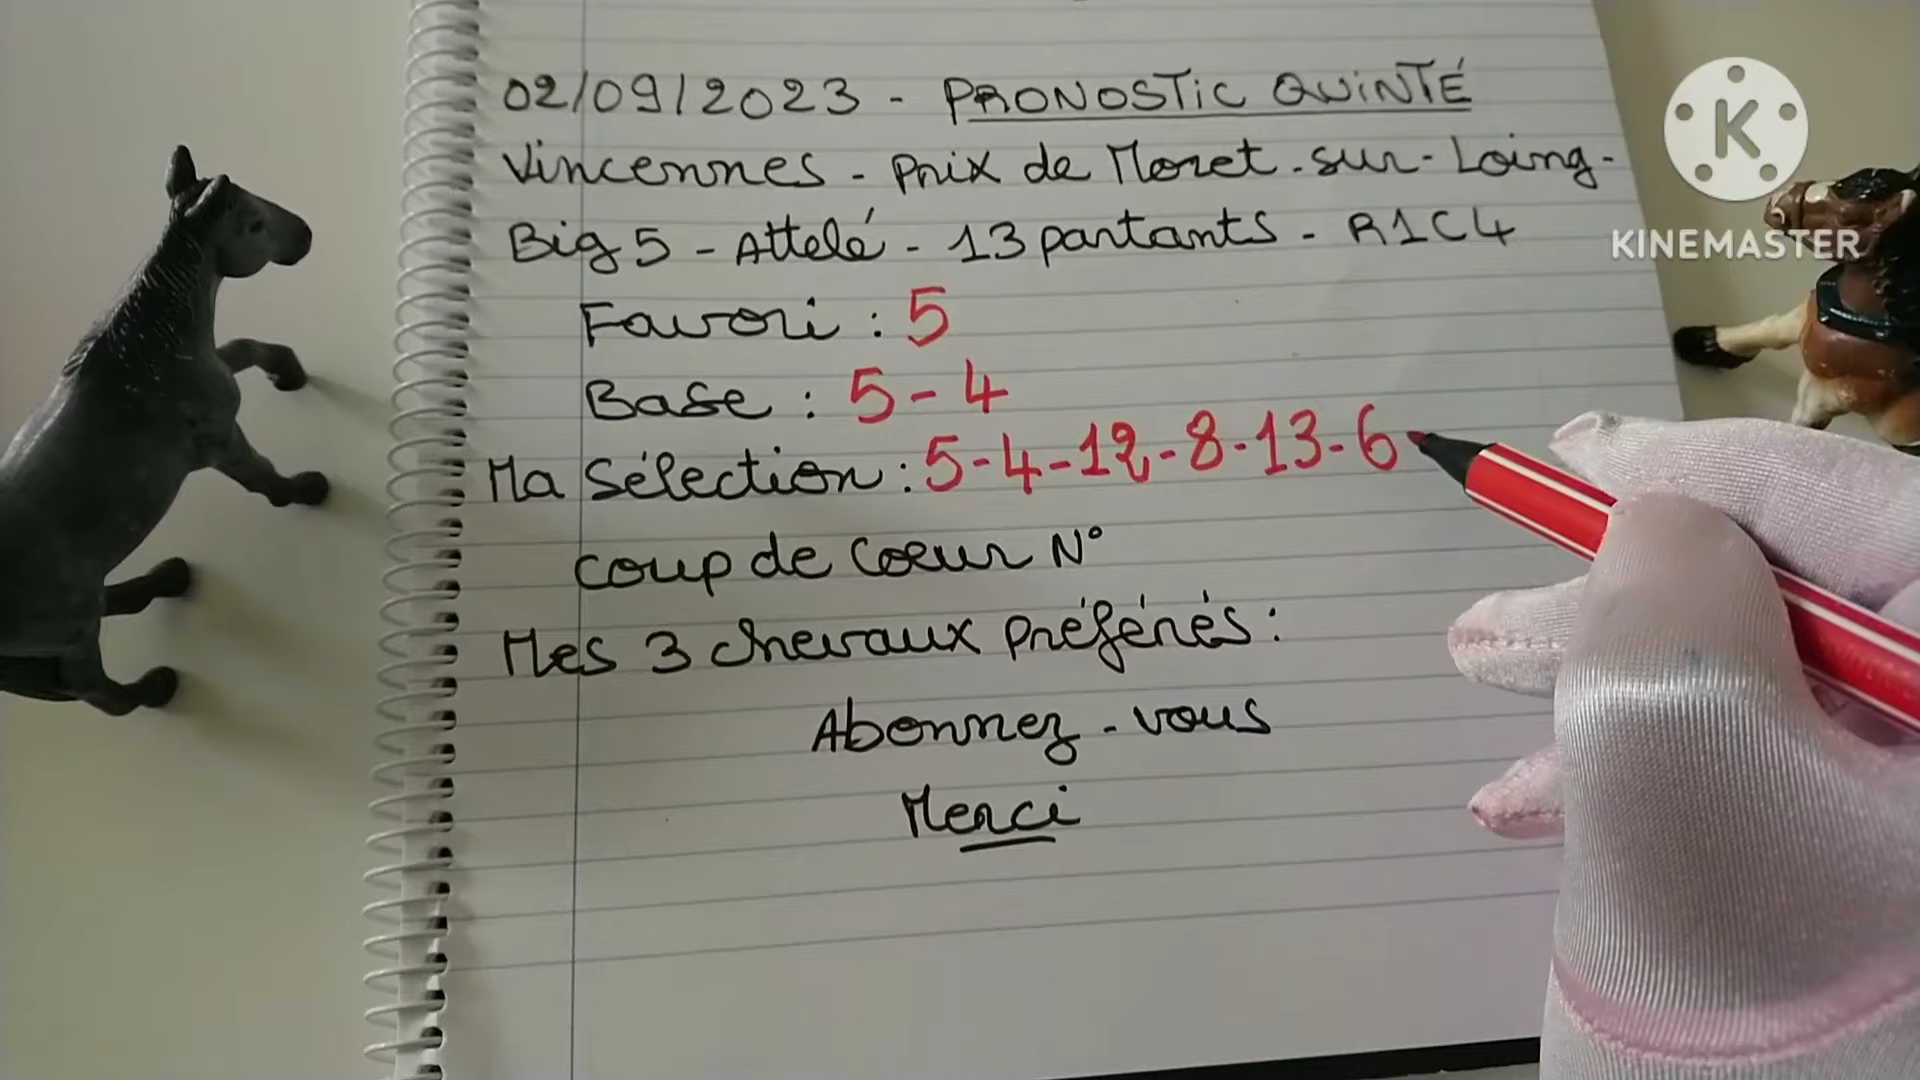 02/09/2023 - PRONOSTIC QUINTÉ
Vincennes - Prix de Moret-sur-Loing -
Big 5 - Attelé - 13 partants - R1C4
Favori : 5
Base : 5 - 4
Ma Sélection : 5 - 4 - 12 - 8 - 13 - 6
Coup de Coeur N°
Mes 3 chevaux préférés :
Abonnez-vous
Merci
K
KINEMASTER